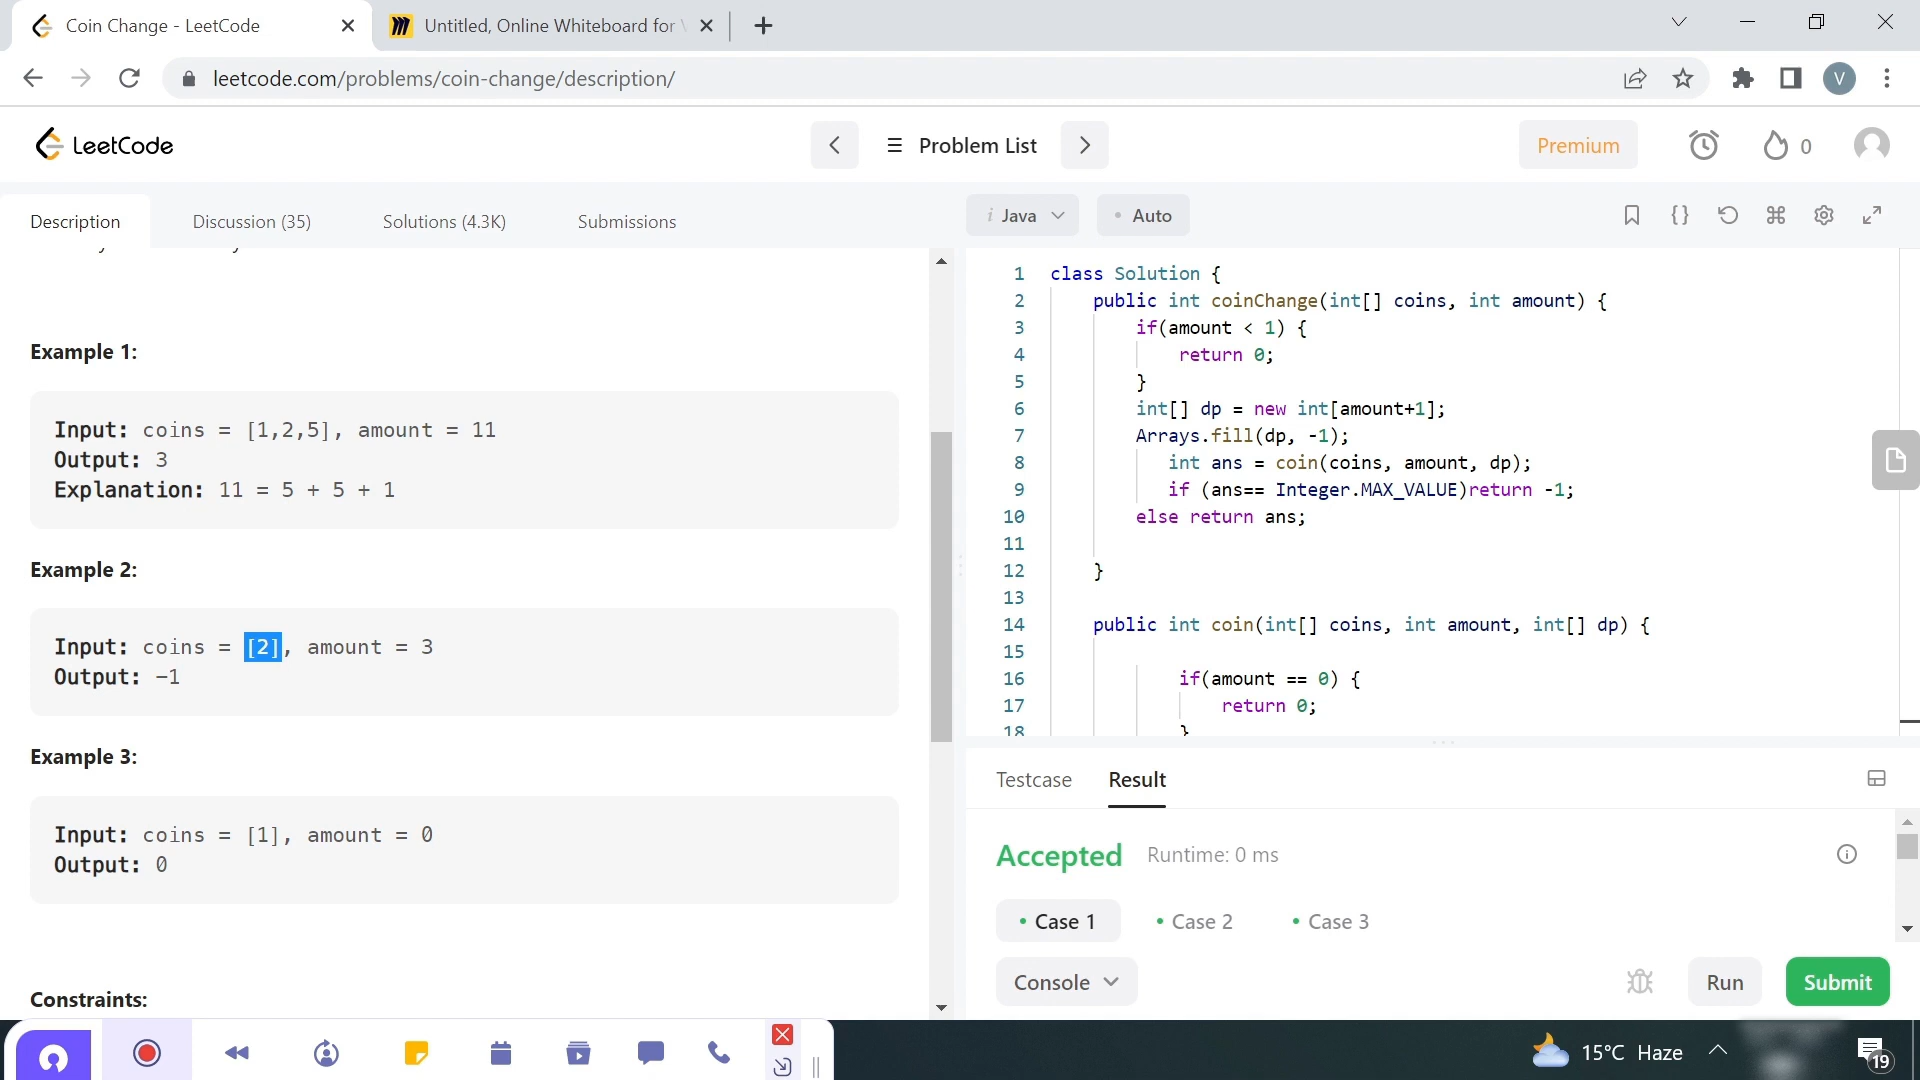 Coin Change - LeetCode
Untitled, Online Whiteboard for
leetcode.com/problems/coin-change/description/
V
LeetCode
Problem List
Premium
0
Description
Discussion (35)
Solutions (4.3K)
Submissions
i Java
• Auto
Example 1:
Input: coins = [1,2,5], amount = 11
Output: 3
Explanation: 11 = 5 + 5 + 1
Example 2:
Input: coins = [2], amount = 3
Output: -1
Example 3:
Input: coins = [1], amount = 0
Output: 0
Constraints:
1 class Solution {
2 public int coinChange(int[] coins, int amount) {
3 if(amount < 1) {
4 return 0;
5 }
6 int[] dp = new int[amount+1];
7 Arrays.fill(dp, -1);
8 int ans = coin(coins, amount, dp);
9 if (ans== Integer.MAX_VALUE)return -1;
10 else return ans;
11
12 }
13
14 public int coin(int[] coins, int amount, int[] dp) {
15
16 if(amount == 0) {
17 return 0;
18 }
Testcase
Result
Accepted
Runtime: 0 ms
• Case 1
• Case 2
• Case 3
Console
Run
Submit
15°C Haze
19